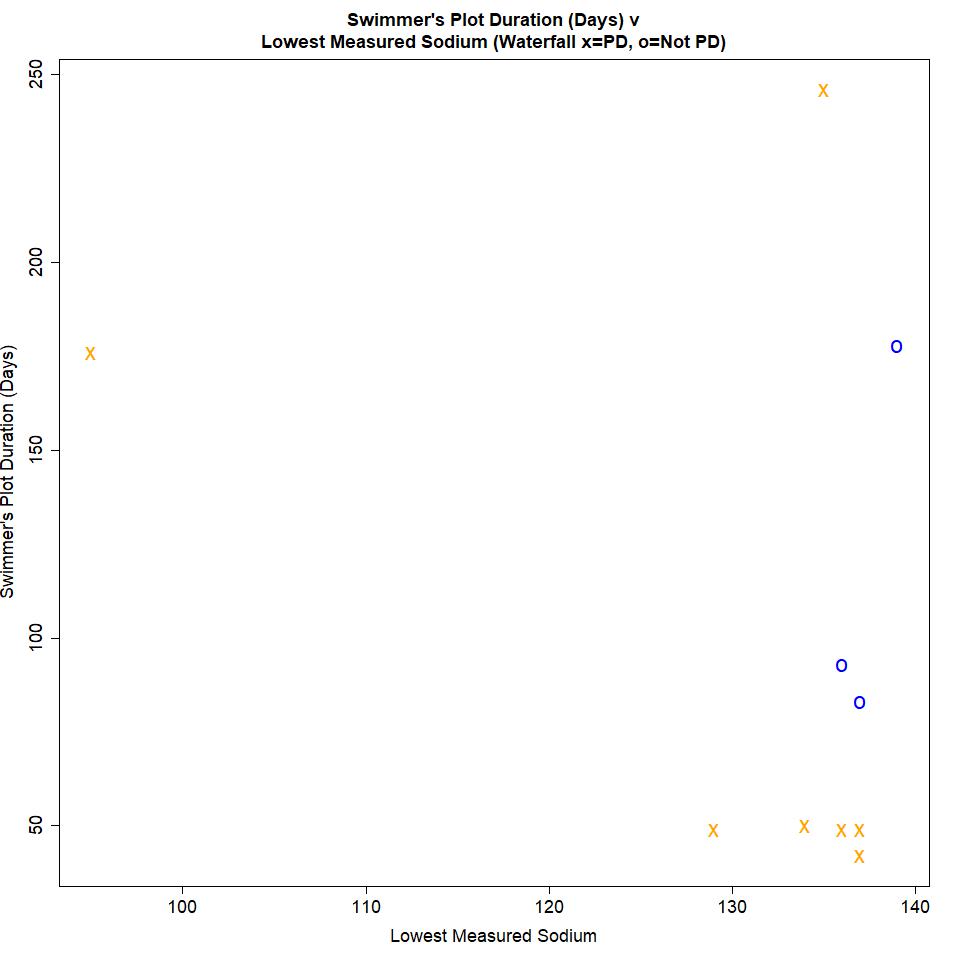 Swimmer's Plot Duration (Days) v
Lowest Measured Sodium (Waterfall x=PD, o=Not PD)
Swimmer's Plot Duration (Days)
250
200
150
100
50
x
x
o
o
o
x
x
x
x
x
100 110 120 130 140
Lowest Measured Sodium